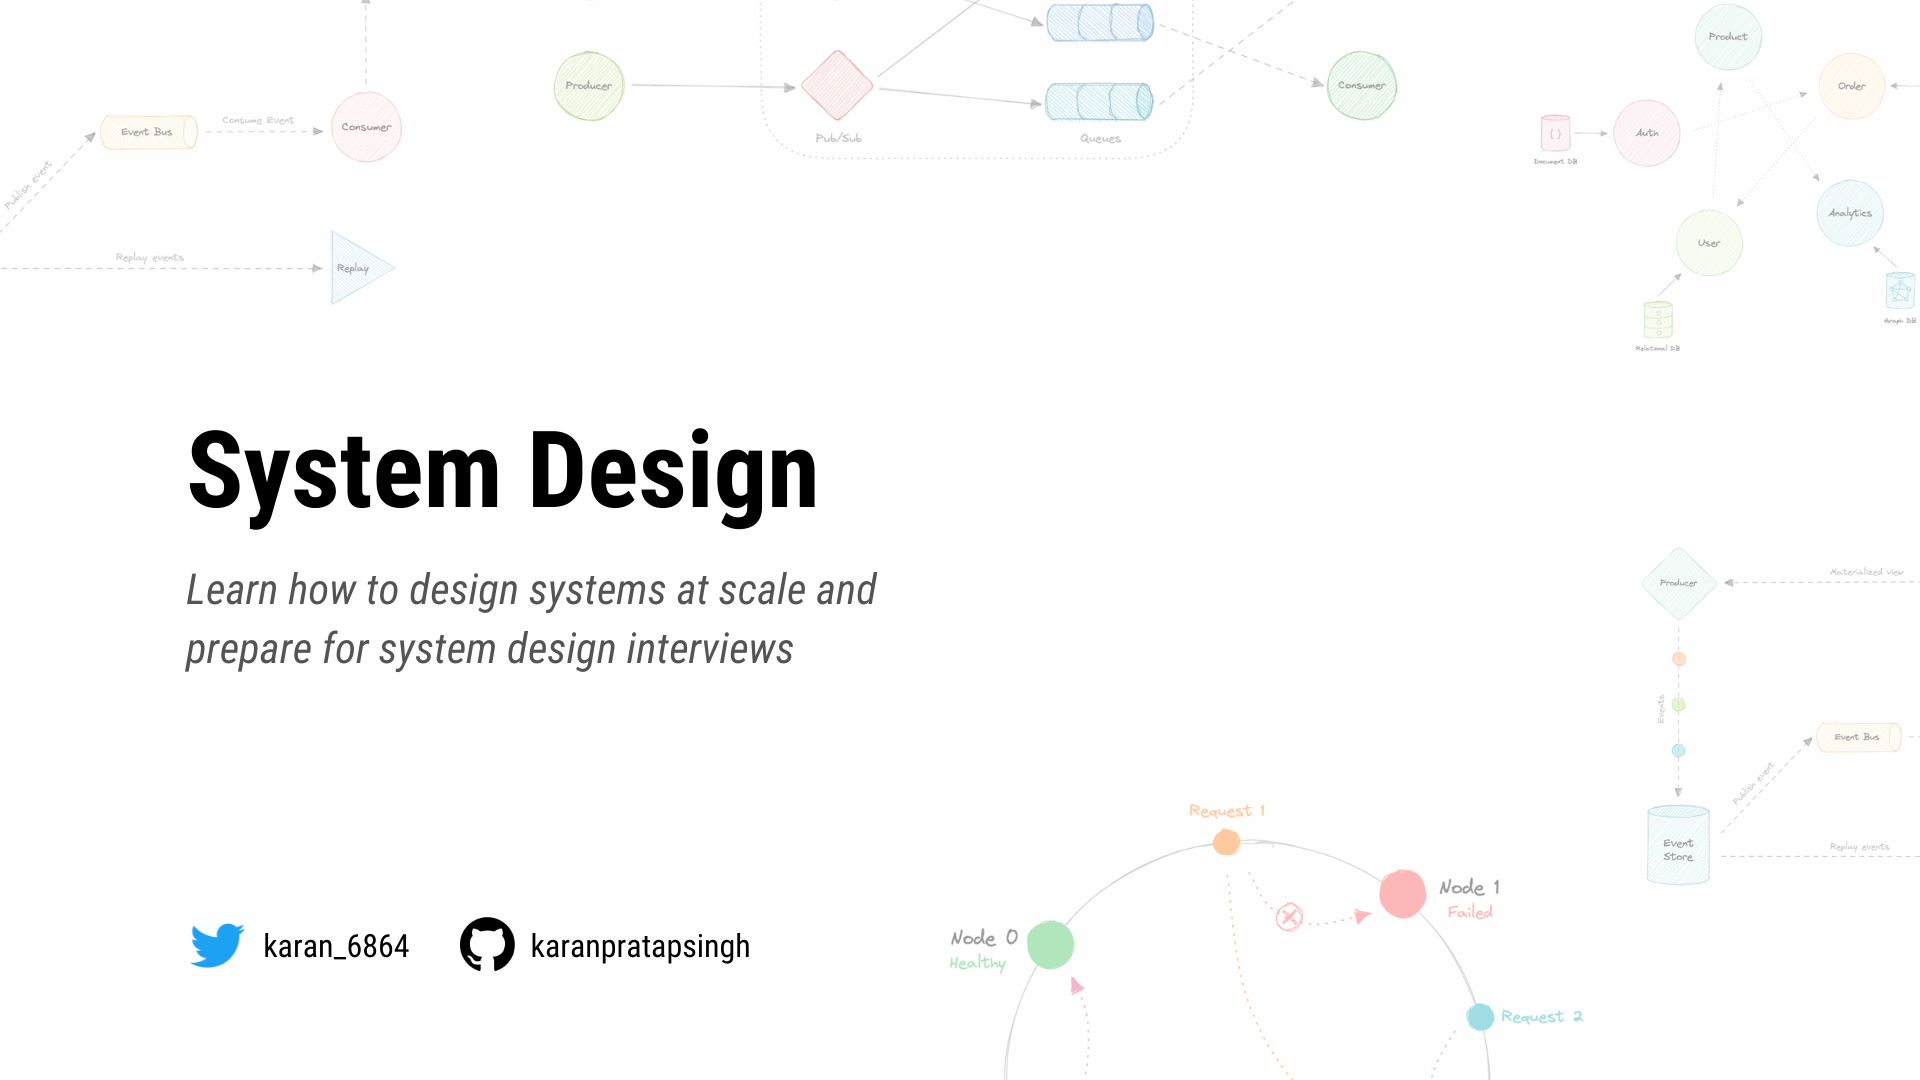 Event Bus
Consume Event
Consumer
Publish event
Replay events
Replay
Producer
Pub/Sub
Queues
Consumer
Product
Order
Auth
Document DB
Analytics
User
Graph DB
Relational DB
System Design
Learn how to design systems at scale and
prepare for system design interviews
karan_6864
karanpratapsingh
Producer
Materialized view
Events
Event Bus
Publish event
Event
Store
Replay events
Request 1
Node 1
Failed
Node 0
Healthy
Request 2